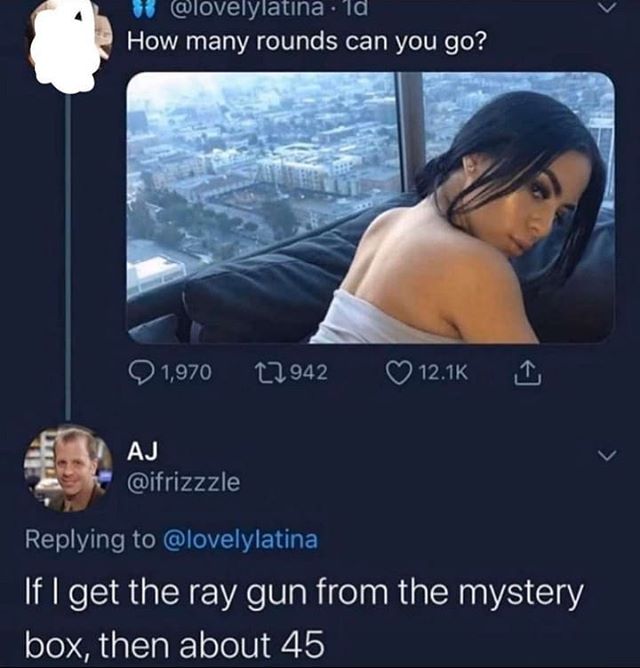 @lovelylatina · 1d
How many rounds can you go?
1,970 942 12.1K
AJ
@ifrizzzle
Replying to @lovelylatina
If I get the ray gun from the mystery
box, then about 45